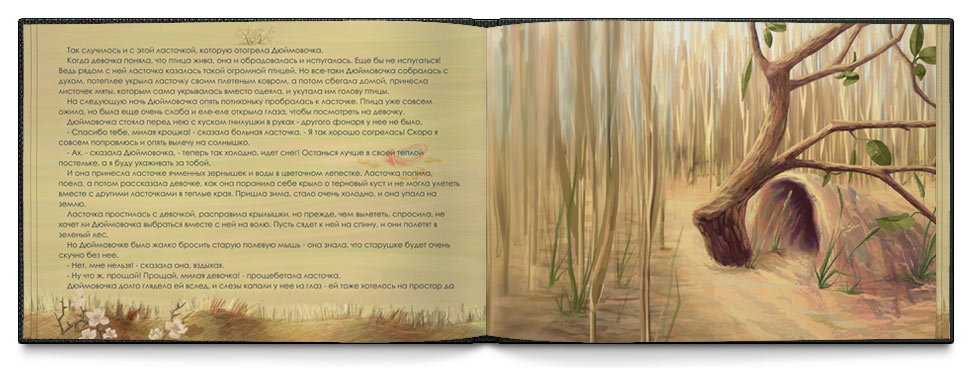 Так случилось и с этой ласточкой, которую отогрела Дюймовочка.
Когда девочка поняла, что птица жива, она и обрадовалась и испугалась. Еще бы не испугаться!
Ведь рядом с ней ласточка казалась такой огромной птицей. Но все-таки Дюймовочка собралась с
духом, потеплее укрыла ласточку своим плетеным ковром, а потом сбегала домой, принесла
листочек мяты, которым сама укрывалась вместо одеяла, и укутала им голову птицы.
На следующую ночь Дюймовочка опять потихоньку пробралась к ласточке. Птица уже совсем
ожила, но была еще очень слаба и еле-еле открыла глаза, чтобы посмотреть на девочку.
Дюймовочка стояла перед нею с куском гнилушки в руках - другого фонаря у нее не было.
- Спасибо тебе, милая крошка! - сказала больная ласточка. - Я так хорошо согрелась! Скоро я
совсем поправлюсь и опять вылечу на солнышко.
- Ах, - сказала Дюймовочка, - теперь так холодно, идет снег! Останься лучше в своей теплой
постельке, а я буду ухаживать за тобой.
И она принесла ласточке ячменных зернышек и воды в цветочном лепестке. Ласточка попила,
поела, а потом рассказала девочке, как она поранила себе крыло о терновый куст и не могла улететь
вместе с другими ласточками в теплые края. Пришла зима, стало очень холодно, и она упала на
землю.
Ласточка простилась с девочкой, расправила крылышки, но прежде, чем вылететь, спросила, не
хочет ли Дюймовочка выбраться вместе с ней на волю. Пусть сядет к ней на спину, и они полетят в
зеленый лес.
Но Дюймовочке было жалко бросить старую полевую мышь - она знала, что старушке будет очень
скучно без нее.
- Нет, мне нельзя! - сказала она, вздыхая.
- Ну что ж, прощай! Прощай, милая девочка! - прощебетала ласточка.
Дюймовочка долго глядела ей вслед, и слезы капали у нее из глаз - ей тоже хотелось на простор да